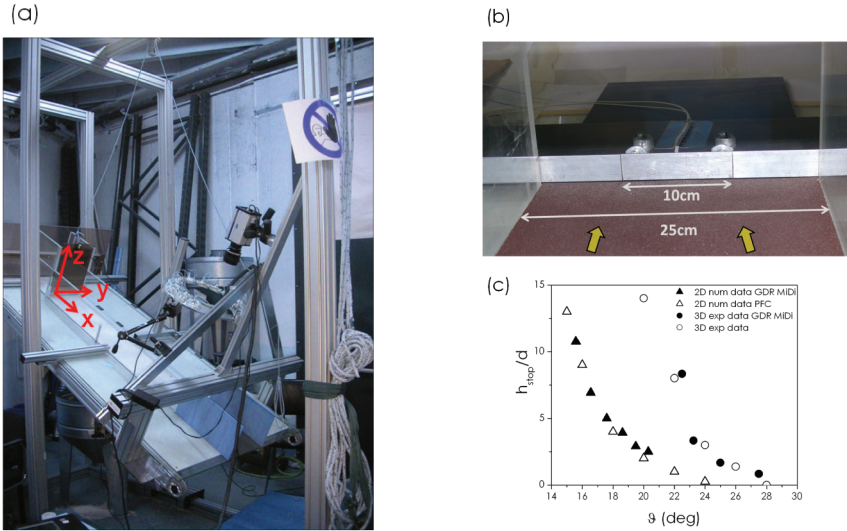 (a)
z
y
x
(b)
10cm
25cm
(c)
15
10
5
0
h_stop/d
14
16
18
20
22
24
26
28
30
ϑ (deg)
2D num data GDR MiDi
2D num data PFC
3D exp data GDR MiDi
3D exp data